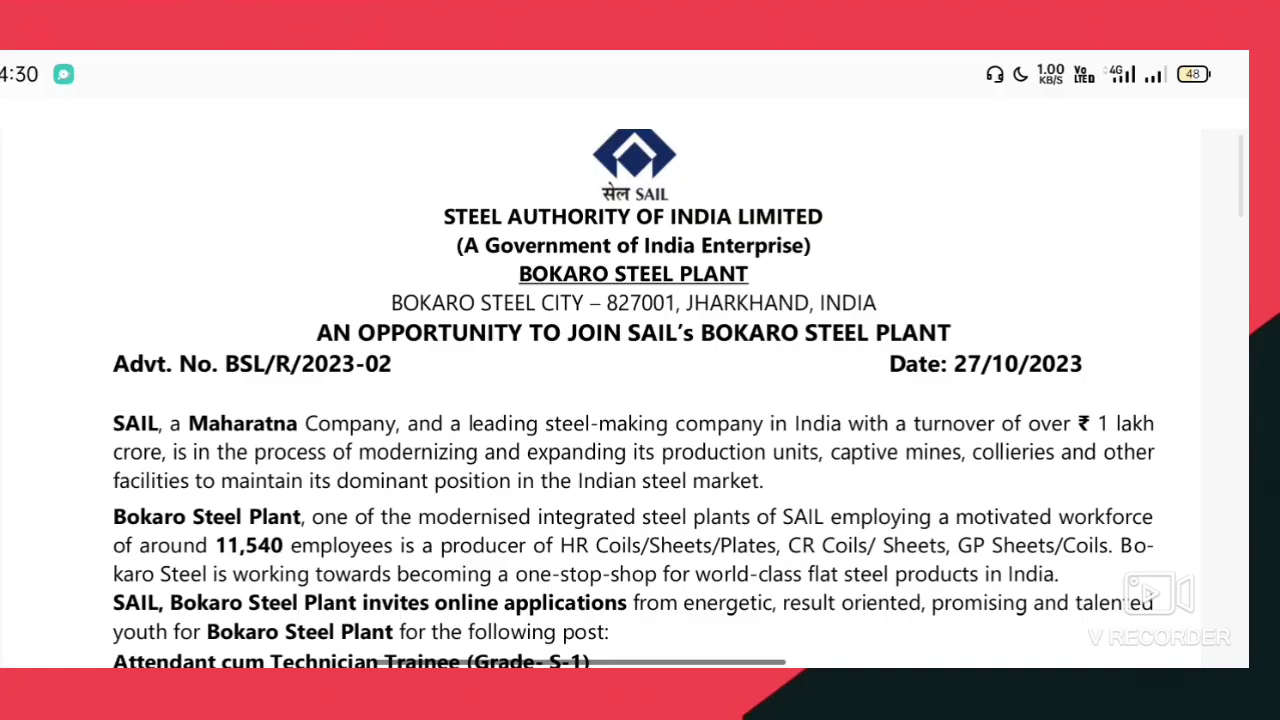 4:30
1.00
KB/S
Vo
LTED
4G
48
सेल SAIL
STEEL AUTHORITY OF INDIA LIMITED
(A Government of India Enterprise)
BOKARO STEEL PLANT
BOKARO STEEL CITY – 827001, JHARKHAND, INDIA
AN OPPORTUNITY TO JOIN SAIL’s BOKARO STEEL PLANT
Advt. No. BSL/R/2023-02 Date: 27/10/2023
SAIL, a Maharatna Company, and a leading steel-making company in India with a turnover of over ₹ 1 lakh
crore, is in the process of modernizing and expanding its production units, captive mines, collieries and other
facilities to maintain its dominant position in the Indian steel market.
Bokaro Steel Plant, one of the modernised integrated steel plants of SAIL employing a motivated workforce
of around 11,540 employees is a producer of HR Coils/Sheets/Plates, CR Coils/ Sheets, GP Sheets/Coils. Bo-
karo Steel is working towards becoming a one-stop-shop for world-class flat steel products in India.
SAIL, Bokaro Steel Plant invites online applications from energetic, result oriented, promising and talented
youth for Bokaro Steel Plant for the following post:
Attendant cum Technician Trainee (Grade- S-1)
V RECORDER